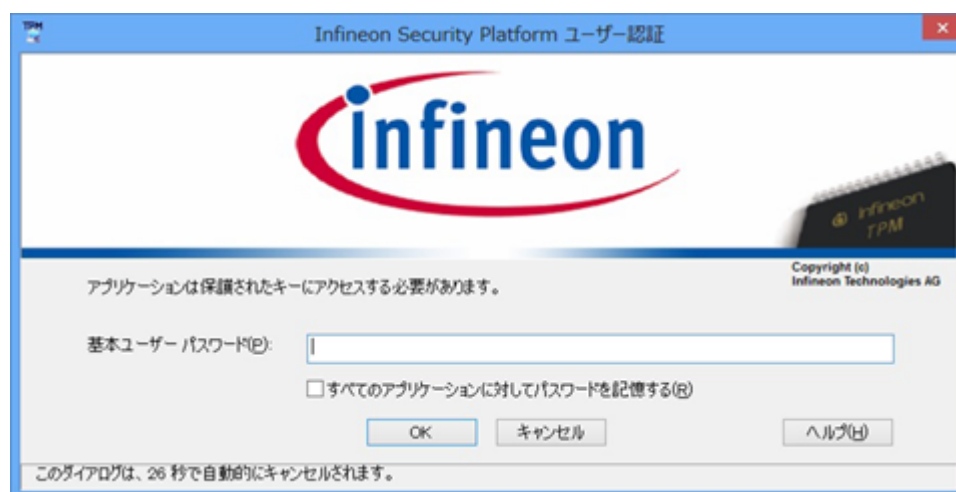 TPM
Infineon Security Platform ユーザー認証
infineon
infineon
TPM
Copyright (c)
Infineon Technologies AG
アプリケーションは保護されたキーにアクセスする必要があります。
基本ユーザー パスワード(P):
すべてのアプリケーションに対してパスワードを記憶する(R)
OK キャンセル ヘルプ(H)
このダイアログは、26 秒で自動的にキャンセルされます。